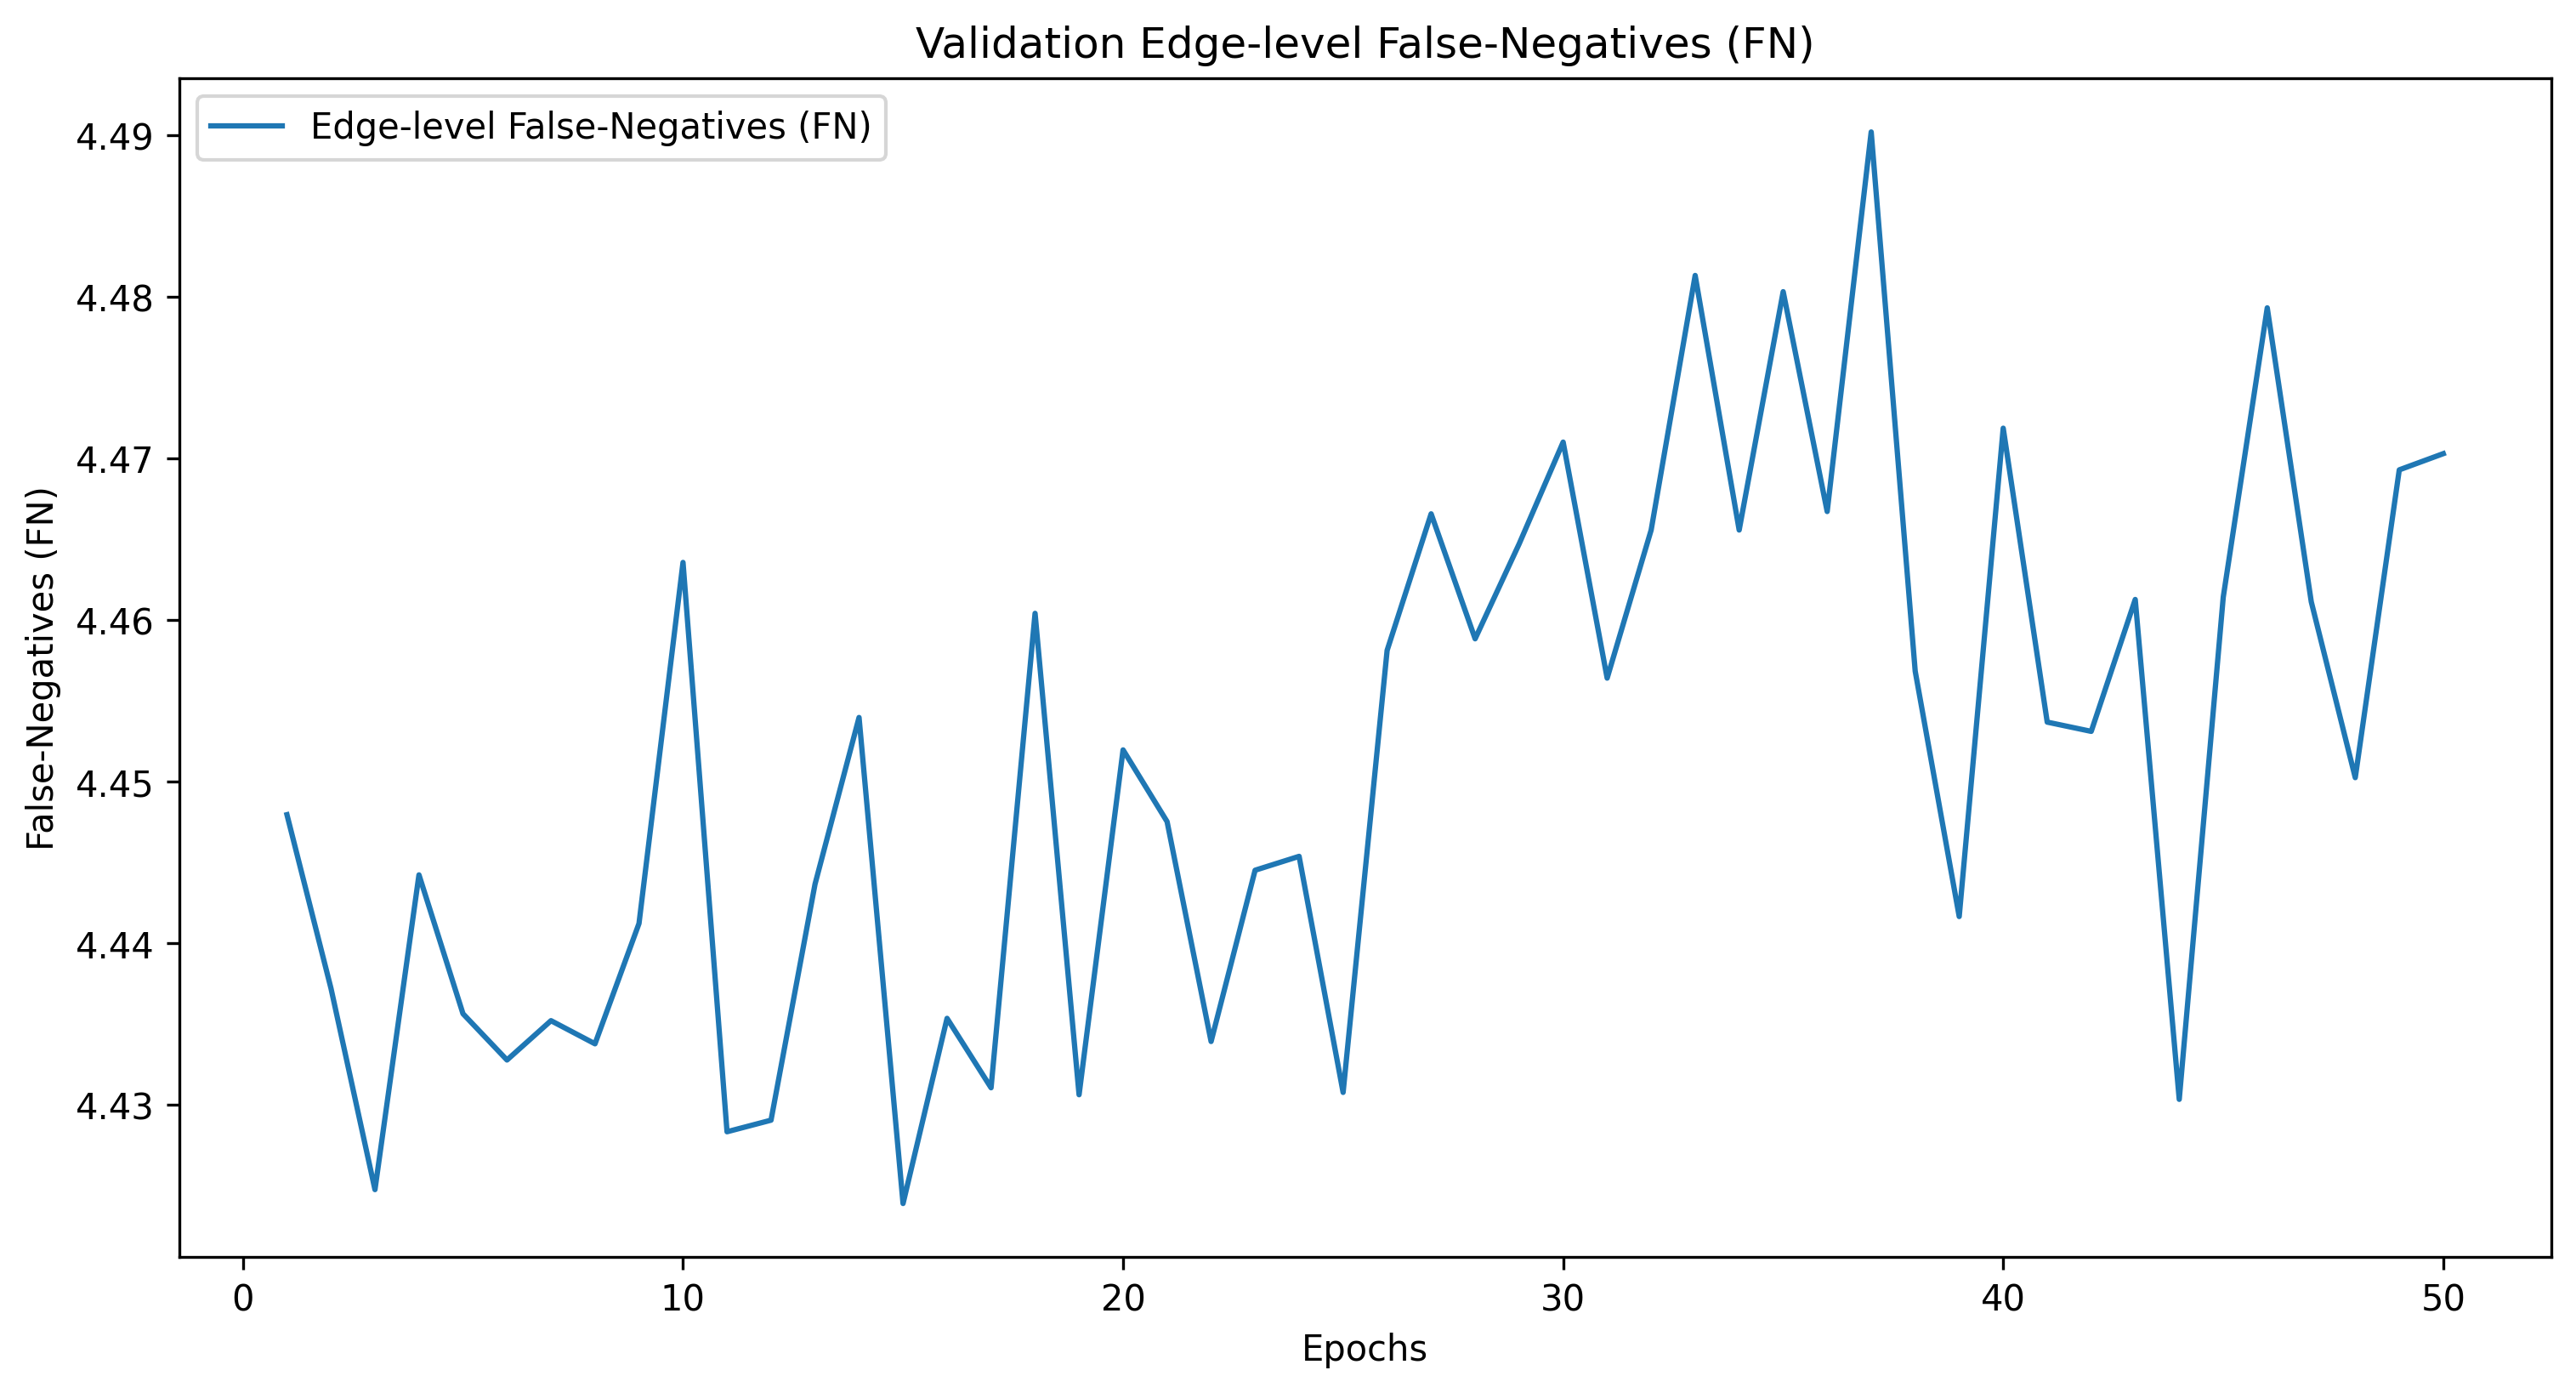 Validation Edge-level False-Negatives (FN)
Edge-level False-Negatives (FN)
False-Negatives (FN)
4.49
4.48
4.47
4.46
4.45
4.44
4.43
0 10 20 30 40 50
Epochs